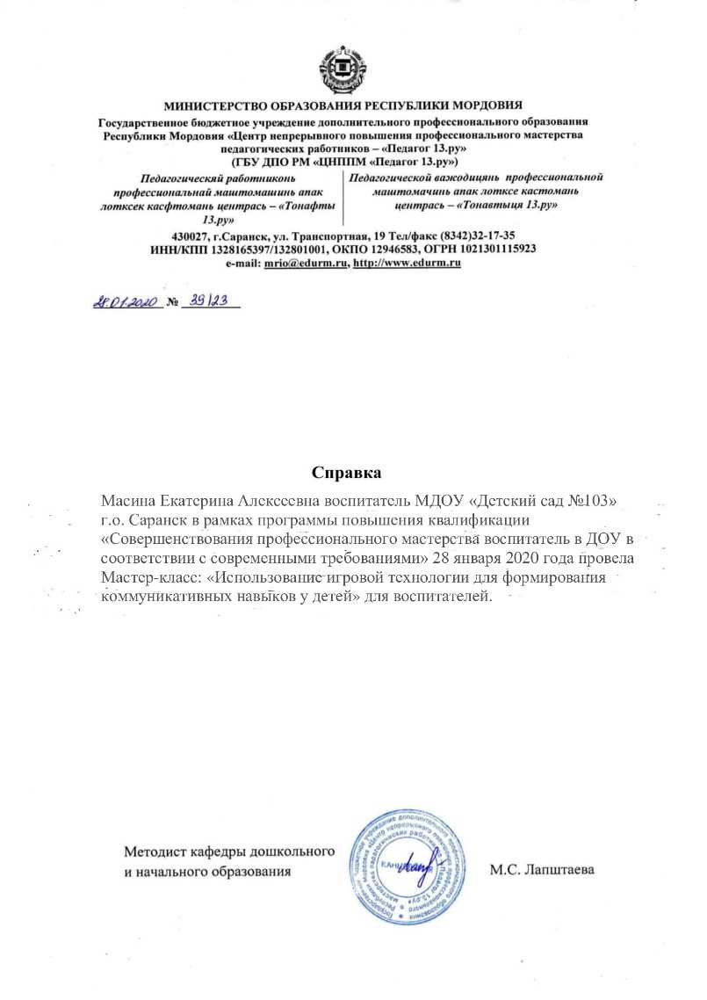 МИНИСТЕРСТВО ОБРАЗОВАНИЯ РЕСПУБЛИКИ МОРДОВИЯ
Государственное бюджетное учреждение дополнительного профессионального образования
Республики Мордовия «Центр непрерывного повышения профессионального мастерства
педагогических работников – «Педагог 13.ру»
(ГБУ ДПО РМ «ЦНППМ «Педагог 13.ру»)
Педагогическяй работниконь
профессиональнай маштомашинь апак
лотксек касфтомань центрась – «Тонафты
13.ру»
Педагогической важодицянь профессиональной
маштомачинь апак лотксе кастомань
центрась – «Тонавтыця 13.ру»
430027, г.Саранск, ул. Транспортная, 19 Тел/факс (8342)32-17-35
ИНН/КПП 1328165397/132801001, ОКПО 12946583, ОГРН 1021301115923
e-mail: mrio@edurm.ru, http://www.edurm.ru
28.01.2020 № 39/23
Справка
Масина Екатерина Алексеевна воспитатель МДОУ «Детский сад №103»
г.о. Саранск в рамках программы повышения квалификации
«Совершенствования профессионального мастерства воспитатель в ДОУ в
соответствии с современными требованиями» 28 января 2020 года провела
Мастер-класс: «Использование игровой технологии для формирования
коммуникативных навыков у детей» для воспитателей.
Методист кафедры дошкольного
и начального образования
М.С. Лапштаева